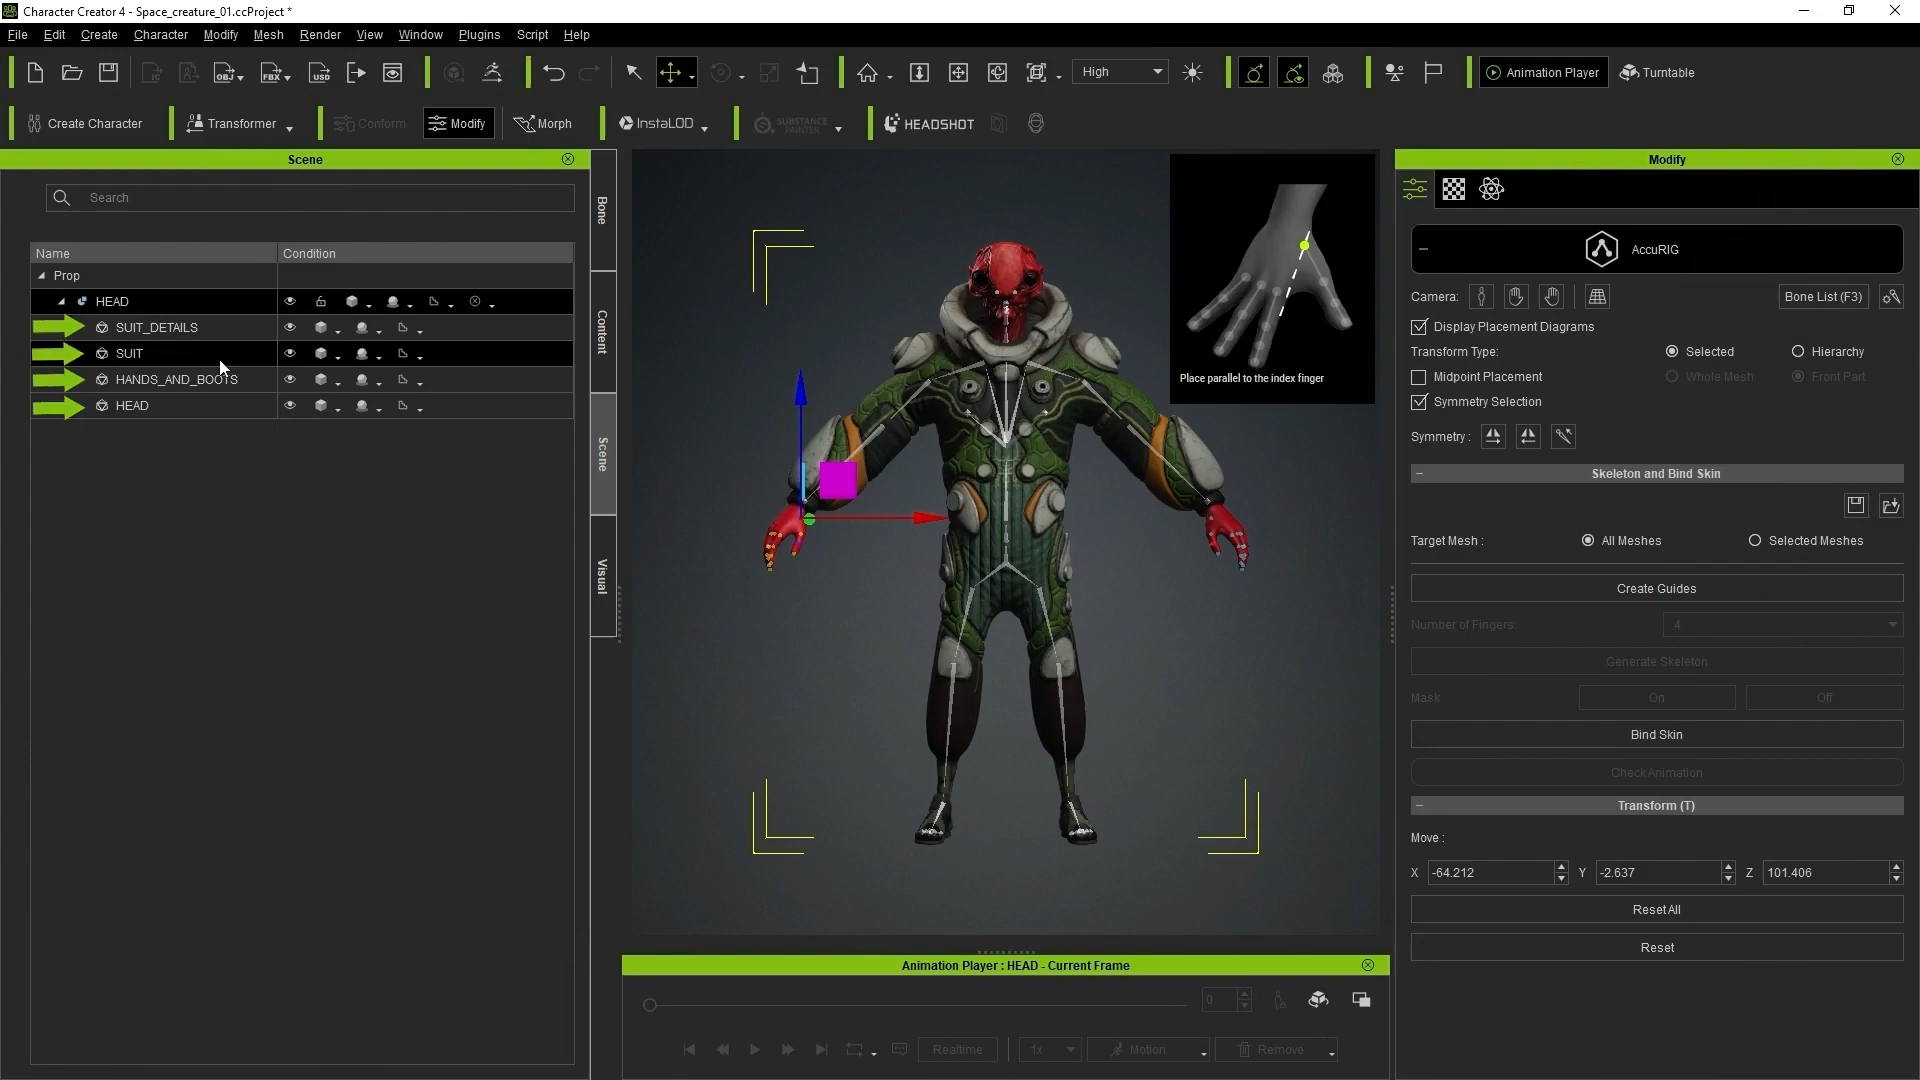 Character Creator 4 - Space_creature_01.ccProject *
File Edit Create Character Modify Mesh Render View Window Plugins Script Help
OBJ FBX USD High Animation Player Turntable
Create Character Transformer Conform Modify Morph InstaLOD SUBSTANCE PAINTER HEADSHOT
Scene
Search
Name Condition
Prop
HEAD
SUIT_DETAILS
SUIT
HANDS_AND_BOOTS
HEAD
Bone
Content
Scene
Visual
Place parallel to the index finger
Animation Player : HEAD - Current Frame
0
Realtime 1x Motion Remove
Modify
AccuRIG
Camera: Bone List (F3)
Display Placement Diagrams
Transform Type: Selected Hierarchy
Midpoint Placement Whole Mesh Front Part
Symmetry Selection
Symmetry :
Skeleton and Bind Skin
Target Mesh : All Meshes Selected Meshes
Create Guides
Number of Fingers: 4
Generate Skeleton
Mask On Off
Bind Skin
Check Animation
Transform (T)
Move :
X -64.212 Y -2.637 Z 101.406
Reset All
Reset